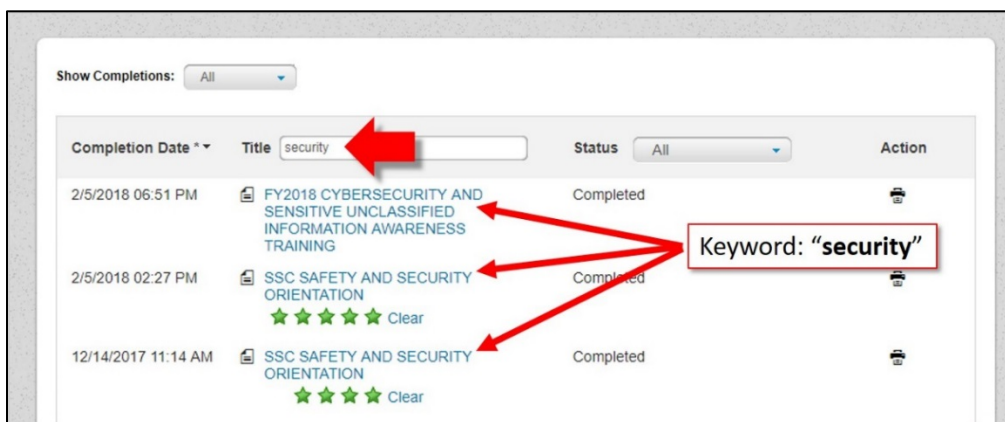 Show Completions: All
Completion Date * Title security Status All Action
2/5/2018 06:51 PM FY2018 CYBERSECURITY AND Completed
SENSITIVE UNCLASSIFIED
INFORMATION AWARENESS
TRAINING
Keyword: “security”
2/5/2018 02:27 PM SSC SAFETY AND SECURITY Completed
ORIENTATION
Clear
12/14/2017 11:14 AM SSC SAFETY AND SECURITY Completed
ORIENTATION
Clear